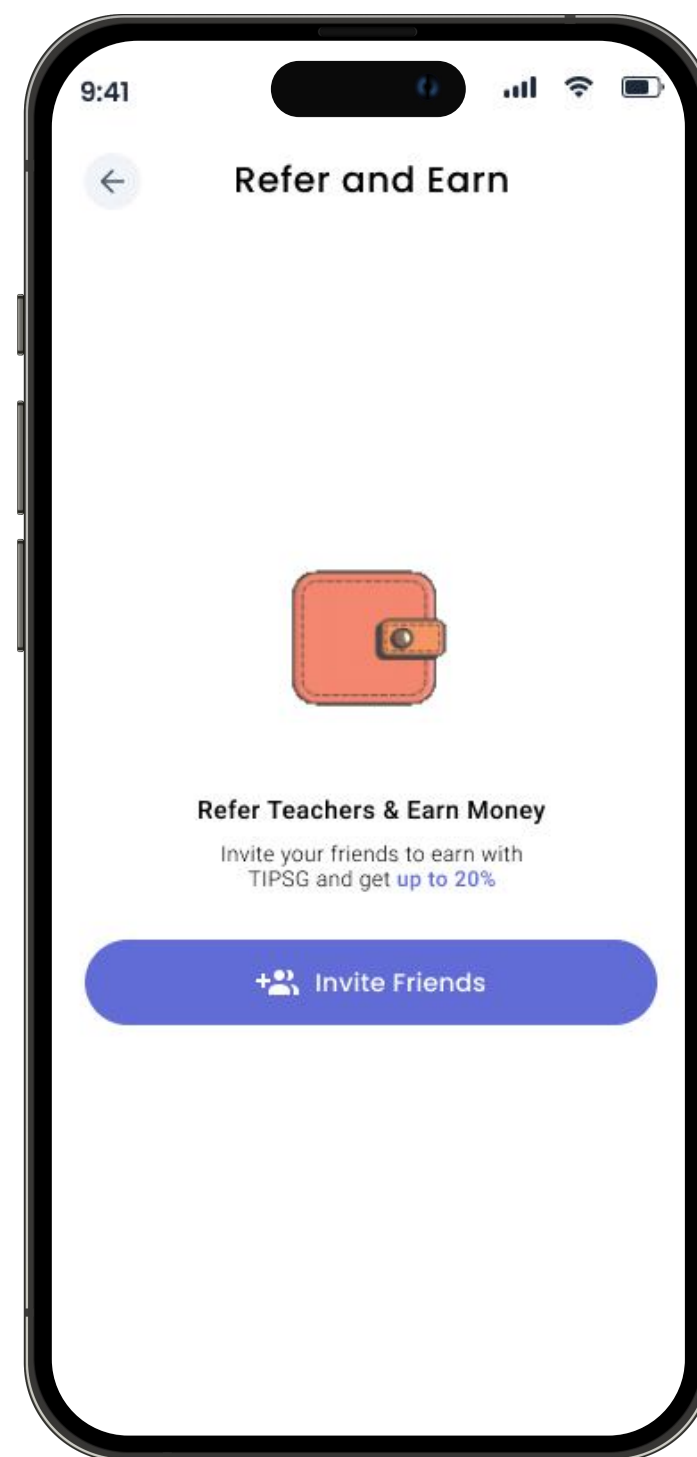 9:41
Refer and Earn
Refer Teachers & Earn Money
Invite your friends to earn with
TIPSG and get up to 20%
Invite Friends